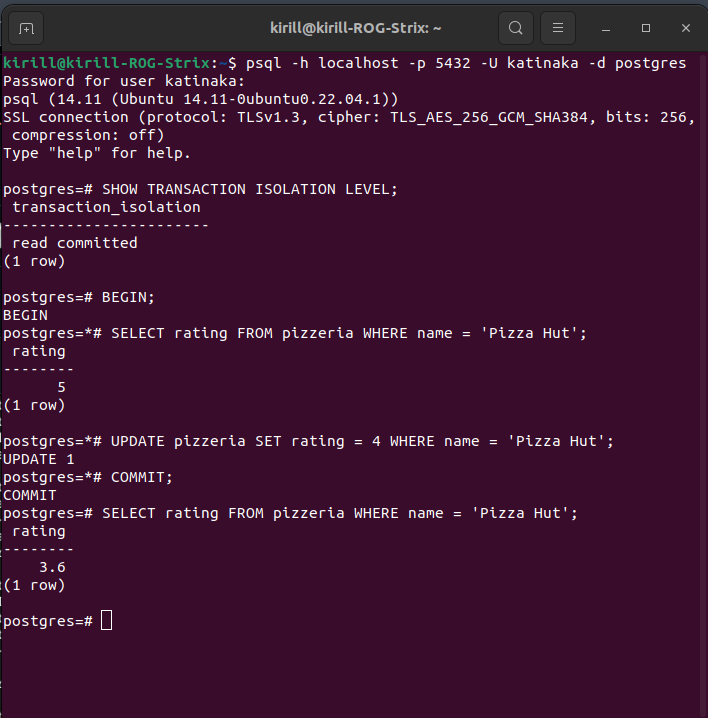 kirill@kirill-ROG-Strix: ~
kirill@kirill-ROG-Strix:~$ psql -h localhost -p 5432 -U katinaka -d postgres
Password for user katinaka:
psql (14.11 (Ubuntu 14.11-0ubuntu0.22.04.1))
SSL connection (protocol: TLSv1.3, cipher: TLS_AES_256_GCM_SHA384, bits: 256,
 compression: off)
Type "help" for help.

postgres=# SHOW TRANSACTION ISOLATION LEVEL;
 transaction_isolation
-----------------------
 read committed
(1 row)

postgres=# BEGIN;
BEGIN
postgres=*# SELECT rating FROM pizzeria WHERE name = 'Pizza Hut';
 rating
--------
      5
(1 row)

postgres=*# UPDATE pizzeria SET rating = 4 WHERE name = 'Pizza Hut';
UPDATE 1
postgres=*# COMMIT;
COMMIT
postgres=# SELECT rating FROM pizzeria WHERE name = 'Pizza Hut';
 rating
--------
    3.6
(1 row)

postgres=#